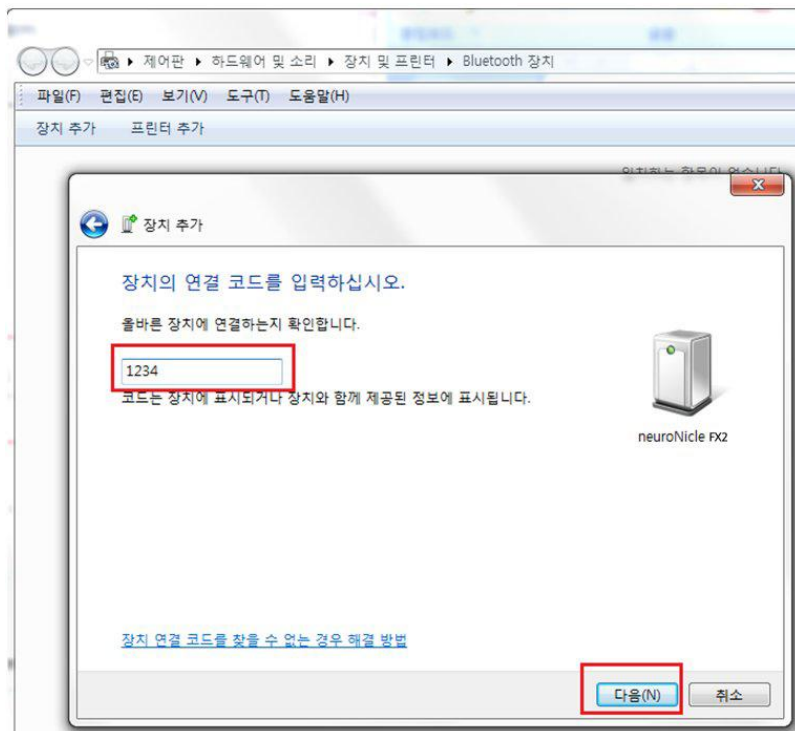 제어판 ▸ 하드웨어 및 소리 ▸ 장치 및 프린터 ▸ Bluetooth 장치
파일(F) 편집(E) 보기(V) 도구(T) 도움말(H)
장치 추가 프린터 추가
장치 추가
장치의 연결 코드를 입력하십시오.
올바른 장치에 연결하는지 확인합니다.
1234
코드는 장치에 표시되거나 장치와 함께 제공된 정보에 표시됩니다.
neuroNicle FX2
장치 연결 코드를 찾을 수 없는 경우 해결 방법
다음(N) 취소